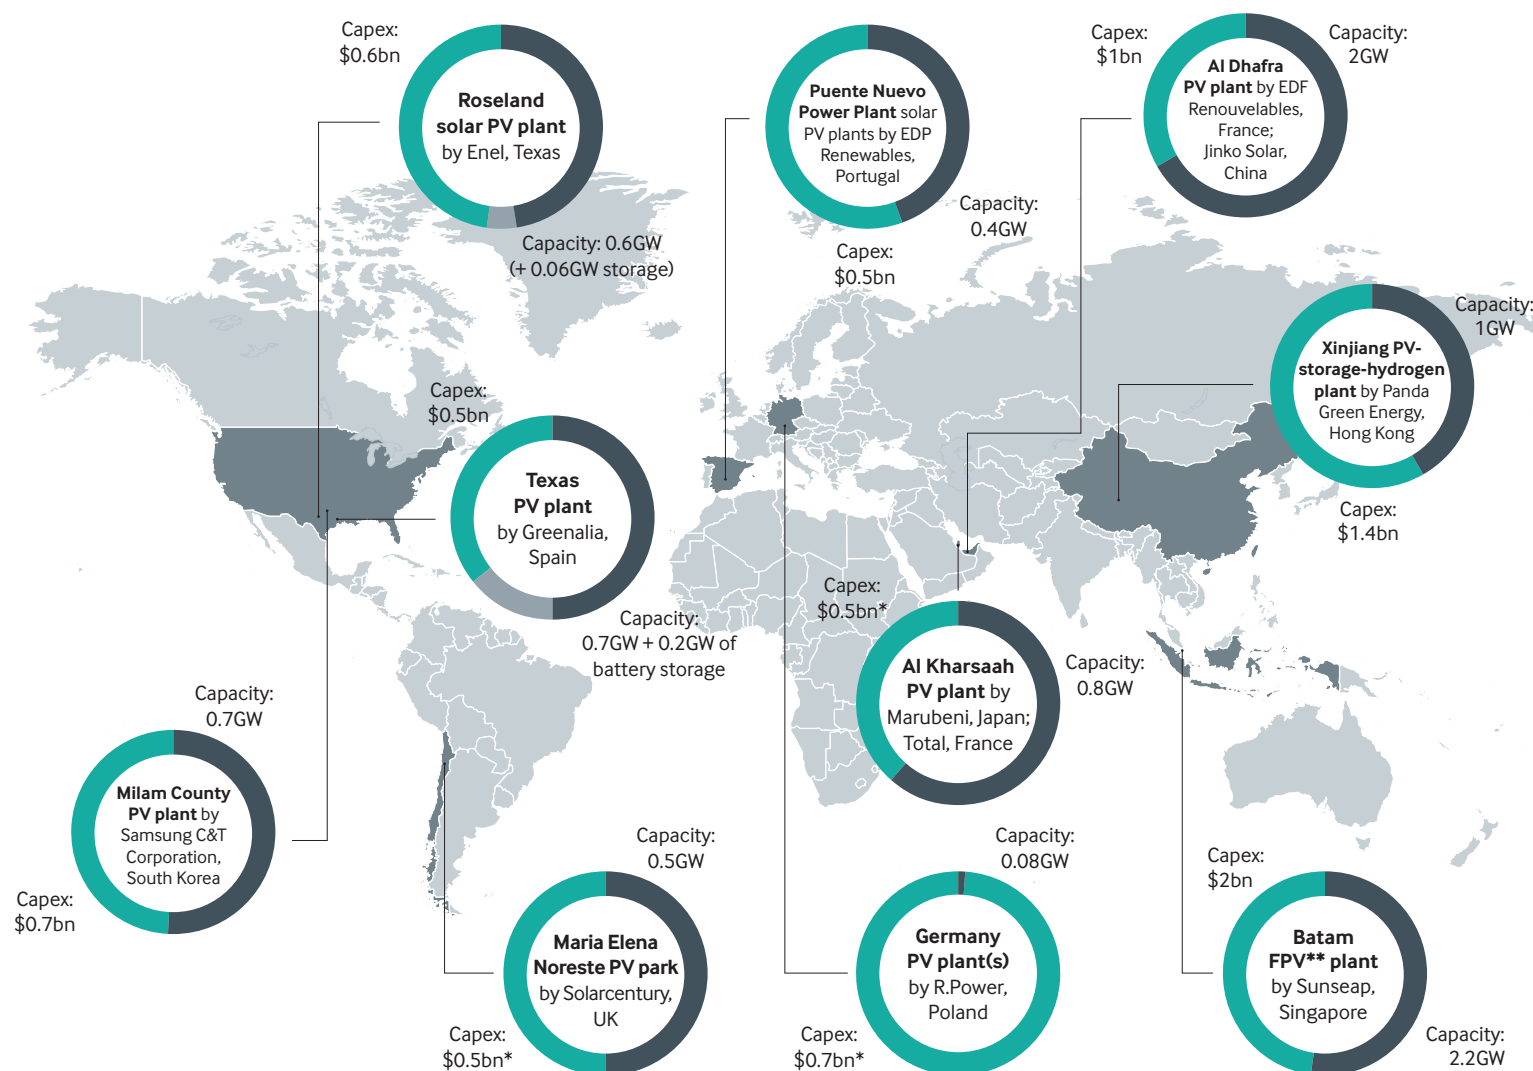 Capex:
$0.6bn
Roseland
solar PV plant
by Enel, Texas
Capacity: 0.6GW
(+ 0.06GW storage)
Puente Nuevo
Power Plant solar
PV plants by EDP
Renewables,
Portugal
Capacity:
0.4GW
Capex:
$0.5bn
Capex:
$1bn
Capacity:
2GW
Al Dhafra
PV plant by EDF
Renouvelables,
France;
Jinko Solar,
China
Capacity:
1GW
Xinjiang PV-
storage-hydrogen
plant by Panda
Green Energy,
Hong Kong
Capex:
$1.4bn
Capex:
$0.5bn
Texas
PV plant
by Greenalia,
Spain
Capacity:
0.7GW + 0.2GW of
battery storage
Capex:
$0.5bn*
Al Kharsaah
PV plant by
Marubeni, Japan;
Total, France
Capacity:
0.8GW
Capacity:
0.7GW
Milam County
PV plant by
Samsung C&T
Corporation,
South Korea
Capex:
$0.7bn
Capacity:
0.5GW
Maria Elena
Noreste PV park
by Solarcentury,
UK
Capex:
$0.5bn*
Capacity:
0.08GW
Germany
PV plant(s)
by R.Power,
Poland
Capex:
$0.7bn*
Capex:
$2bn
Batam
FPV** plant
by Sunseap,
Singapore
Capacity:
2.2GW